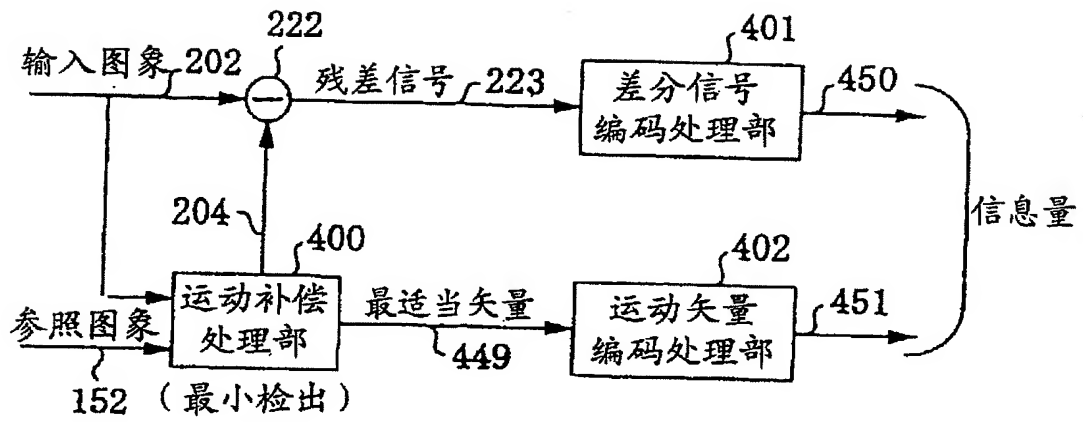 222
401
输入图象
202
残差信号
223
差分信号
编码处理部
450
204
400
402
信息量
运动补偿
处理部
最适当矢量
449
运动矢量
编码处理部
451
参照图象
152
(最小检出)